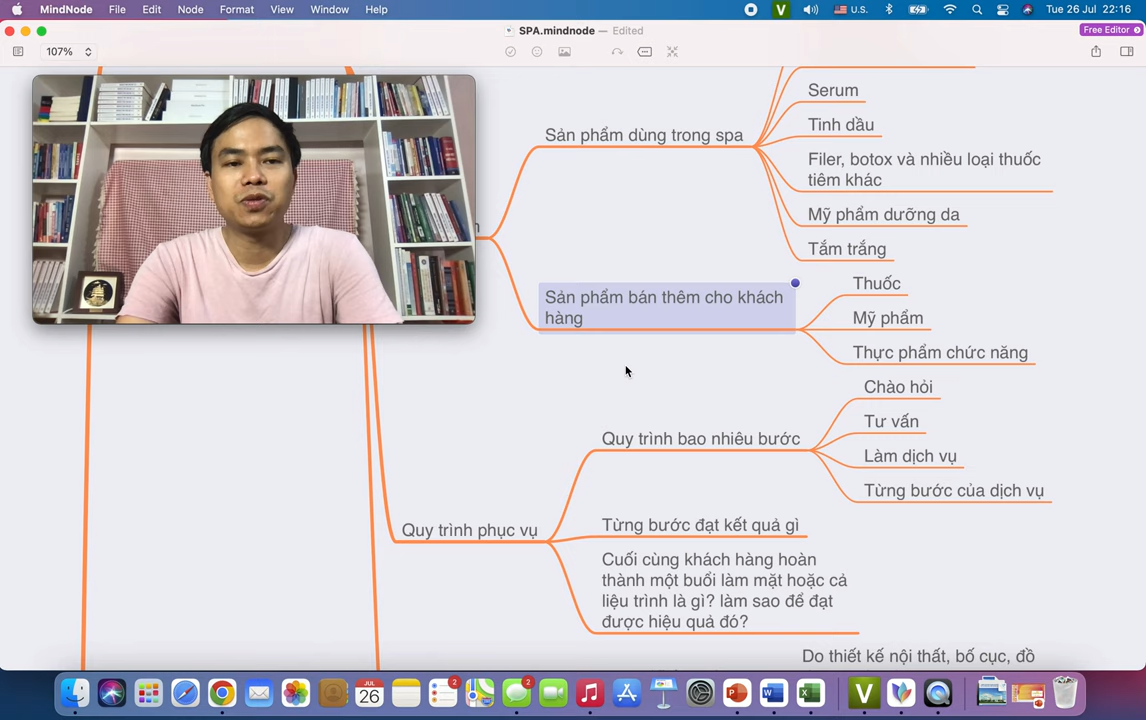 MindNode File Edit Node Format View Window Help
V U.S. Tue 26 Jul 22:16
SPA.mindnode — Edited
Free Editor
107%
Serum
Sản phẩm dùng trong spa
Tinh dầu
Filer, botox và nhiều loại thuốc
tiêm khác
Mỹ phẩm dưỡng da
Tắm trắng
Sản phẩm bán thêm cho khách
hàng
Thuốc
Mỹ phẩm
Thực phẩm chức năng
Quy trình phục vụ
Quy trình bao nhiêu bước
Chào hỏi
Tư vấn
Làm dịch vụ
Từng bước của dịch vụ
Từng bước đạt kết quả gì
Cuối cùng khách hàng hoàn
thành một buổi làm mặt hoặc cả
liệu trình là gì? làm sao để đạt
được hiệu quả đó?
Do thiết kế nội thất, bố cục, đồ
JUL
26
2
2
P
W
X
V